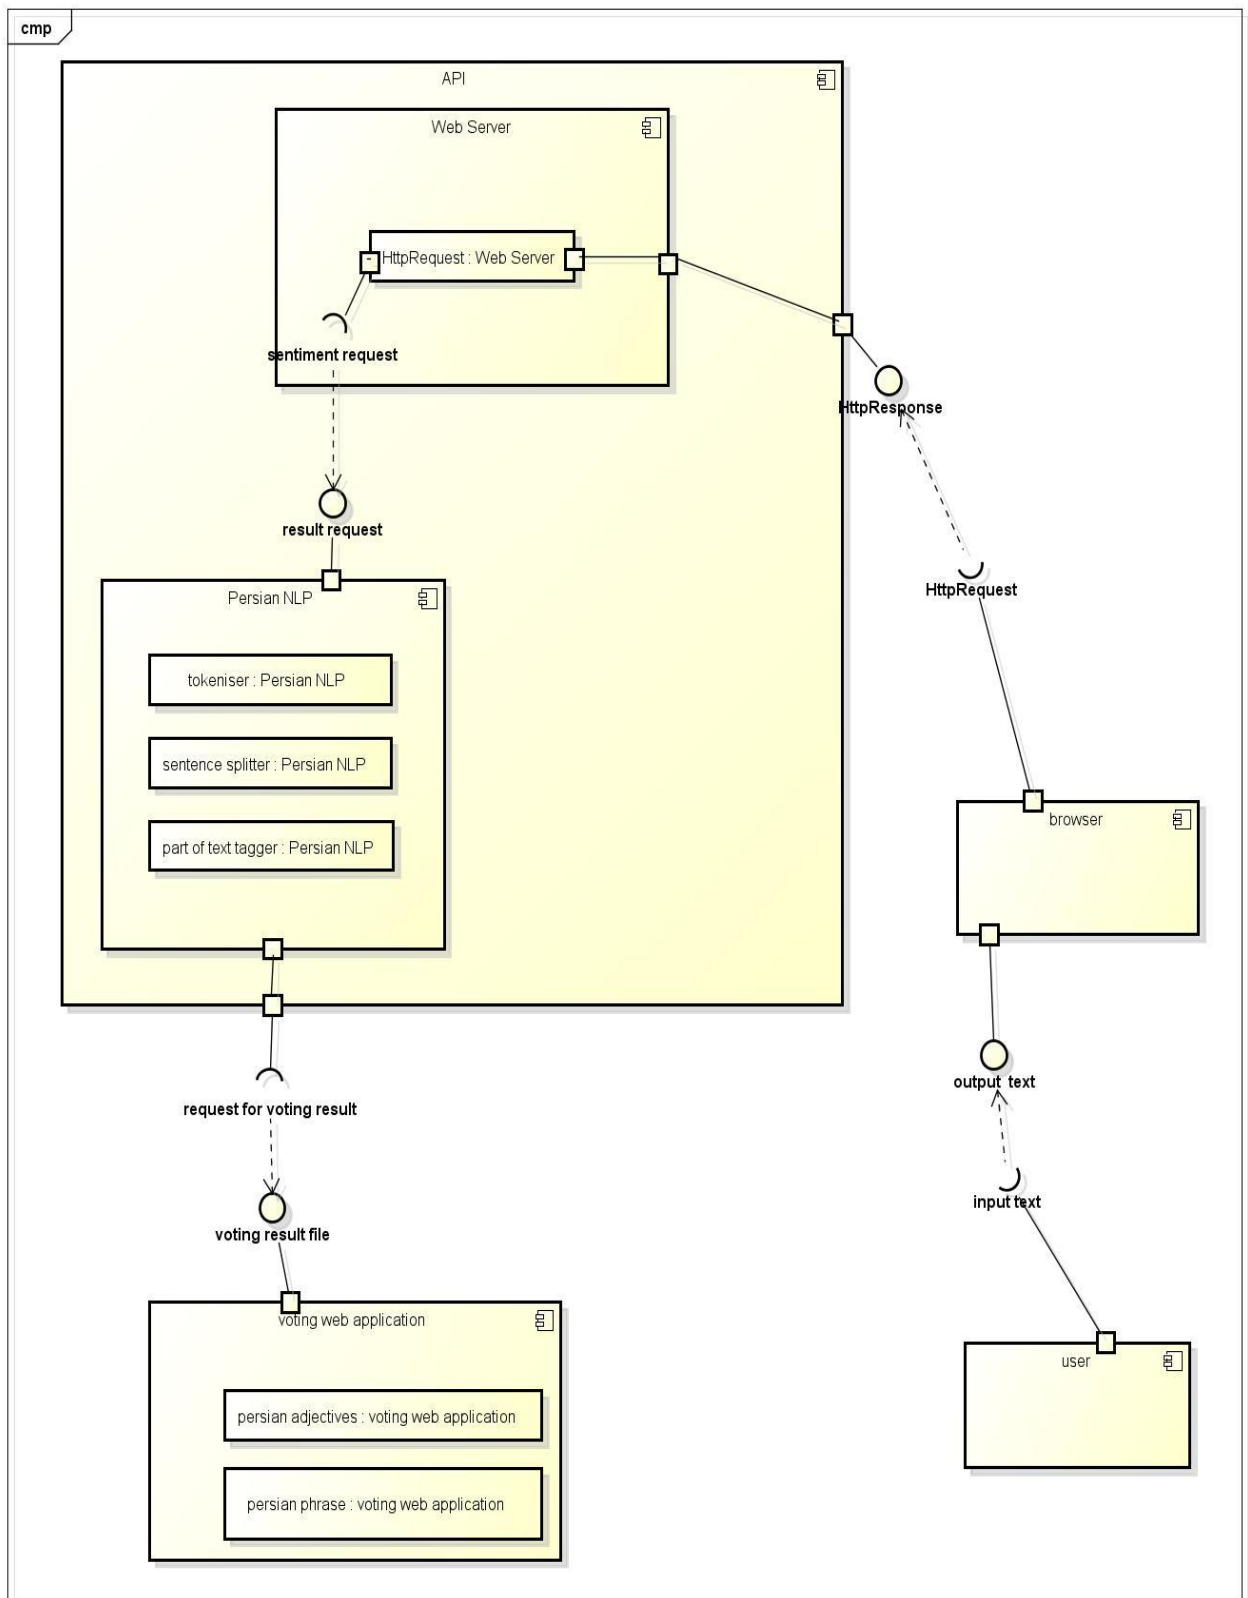 cmp
API
Web Server
HttpRequest : Web Server
sentiment request
HttpResponse
result request
HttpRequest
Persian NLP
tokeniser : Persian NLP
sentence splitter : Persian NLP
part of text tagger : Persian NLP
browser
output text
request for voting result
input text
voting result file
voting web application
user
persian adjectives : voting web application
persian phrase : voting web application